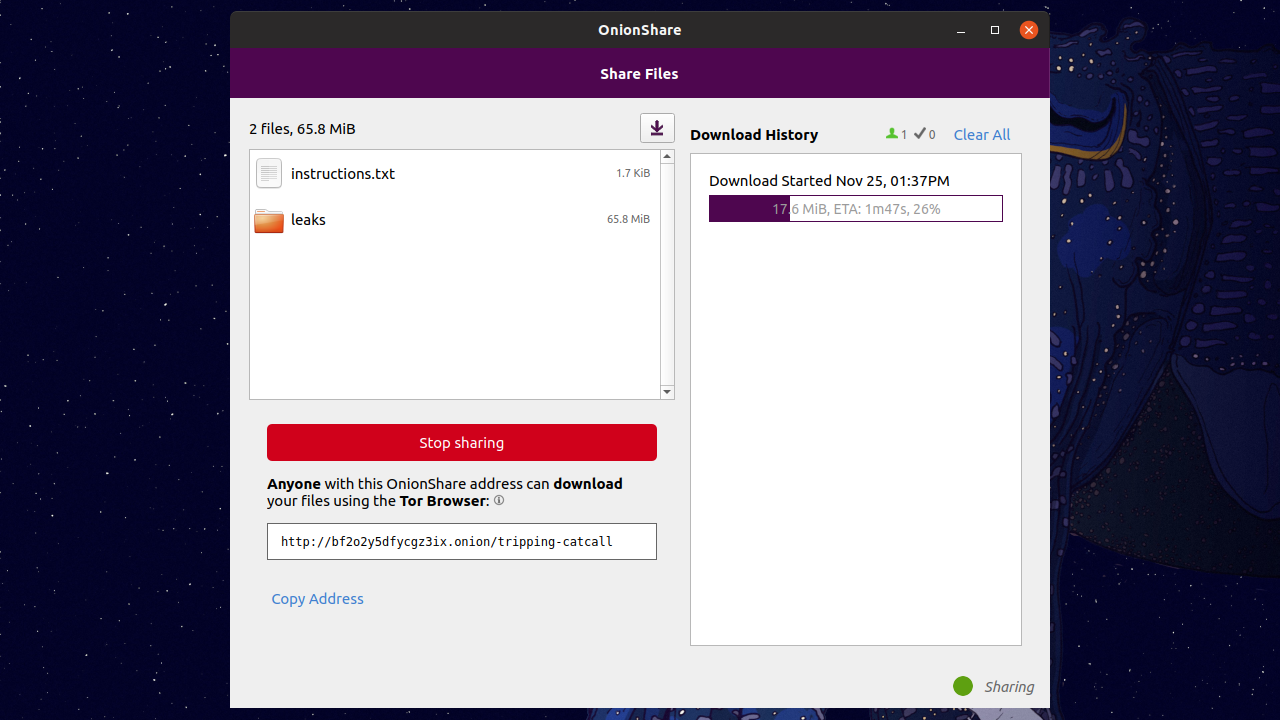 OnionShare
Share Files
2 files, 65.8 MiB
instructions.txt 1.7 KiB
leaks 65.8 MiB
Stop sharing
Anyone with this OnionShare address can download
your files using the Tor Browser:
http://bf2o2y5dfycgz3ix.onion/tripping-catcall
Copy Address
Download History 1 0 Clear All
Download Started Nov 25, 01:37PM
17.6 MiB, ETA: 1m47s, 26%
Sharing